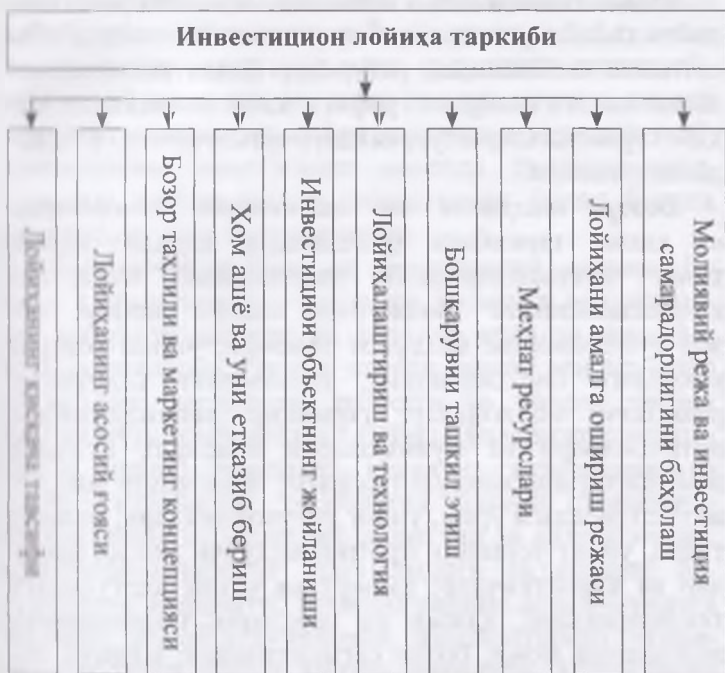 Инвестицион лойиҳа таркиби
Лойиҳанинг қисқача тавсифи
Лойиҳанинг асосий ғояси
Бозор таҳлили ва маркетинг концепцияси
Хом ашё ва уни етказиб бериш
Инвестицион объектнинг жойланиши
Лойиҳалаштириш ва технология
Бошкарувни ташкил этиш
Меҳнат ресурслари
Лойиҳани амалга ошириш режаси
Молиявий режа ва инвестиция
самарадорлигини баҳолаш